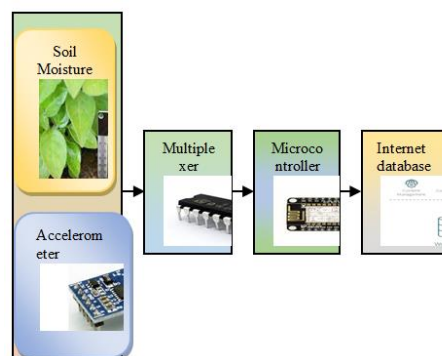 Soil
Moisture
Accelerom
eter
Multiple
xer
Microco
ntroller
Internet
database